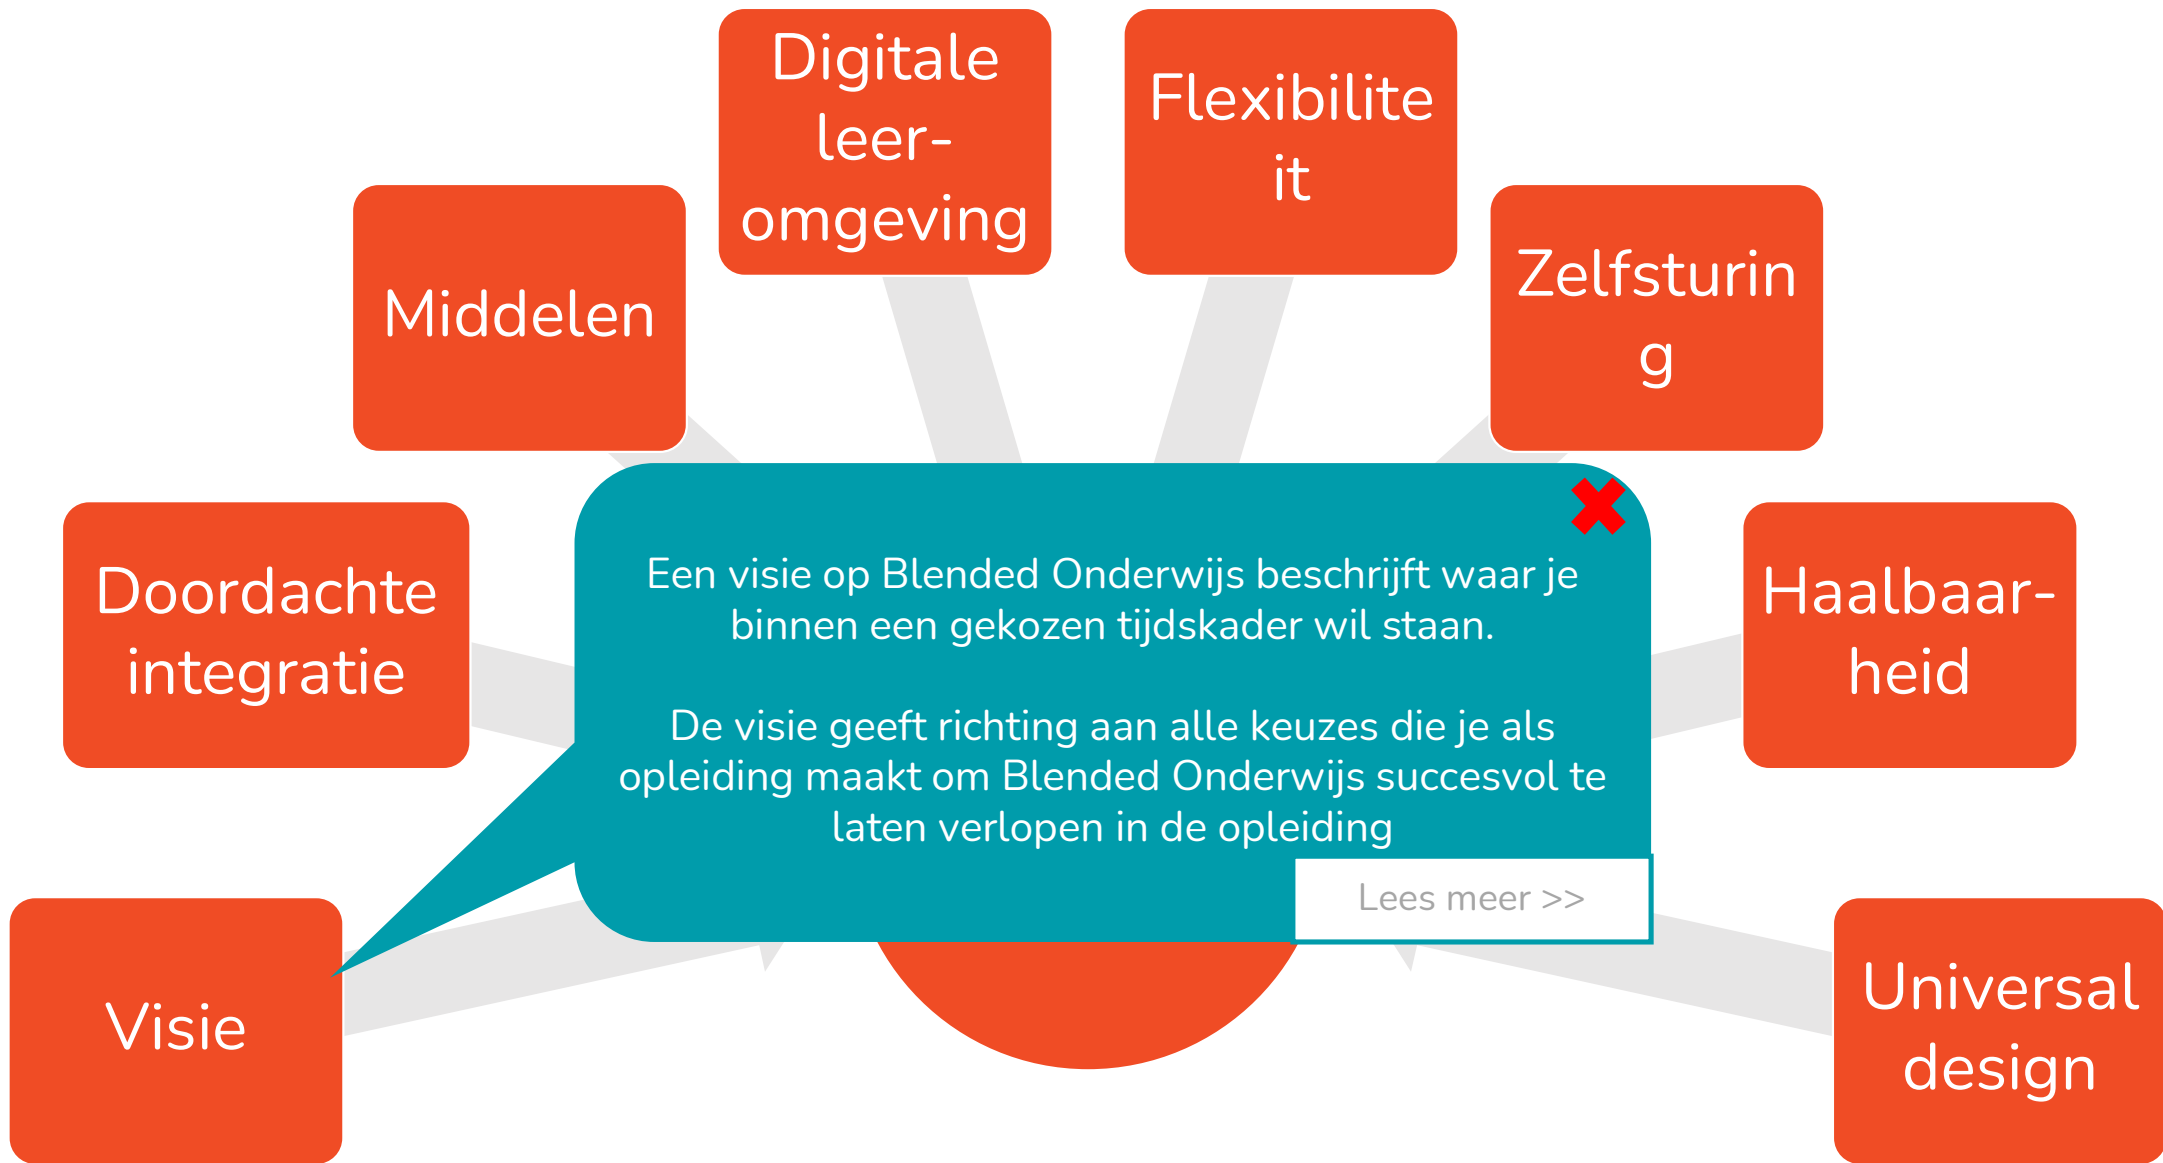 Digitale
leer-
omgeving
Flexibilite
it
Middelen
Zelfsturin
g
Doordachte
integratie
Haalbaar-
heid
Een visie op Blended Onderwijs beschrijft waar je
binnen een gekozen tijdskader wil staan.
De visie geeft richting aan alle keuzes die je als
opleiding maakt om Blended Onderwijs succesvol te
laten verlopen in de opleiding
Lees meer >>
Visie
Universal
design